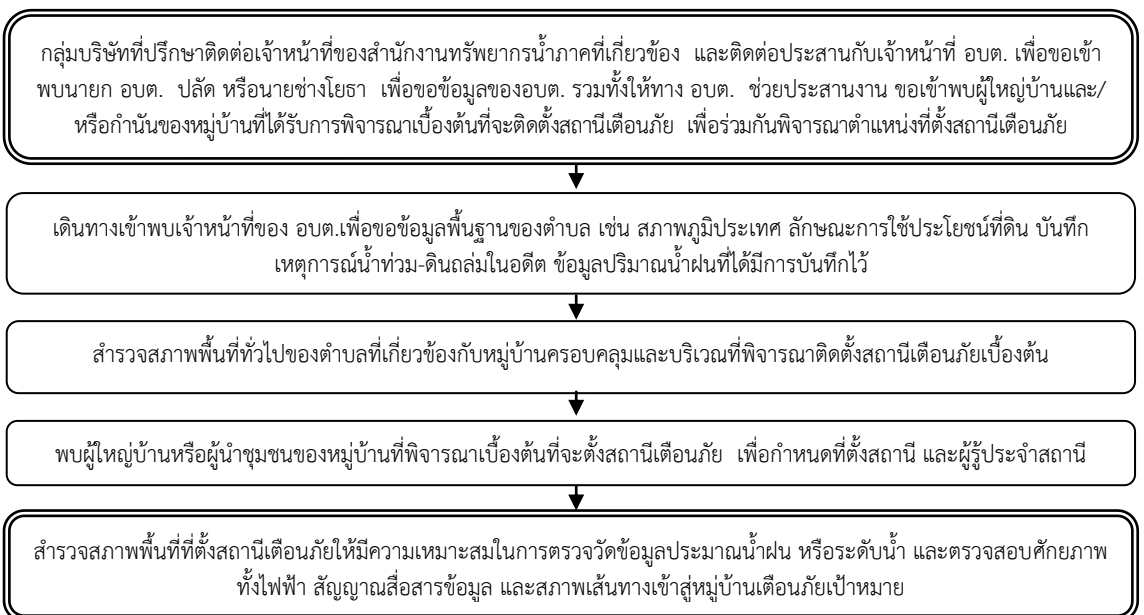 กลุ่มบริษัทที่ปรึกษาติดต่อเจ้าหน้าที่ของสำนักงานทรัพยากรน้ำภาคที่เกี่ยวข้อง และติดต่อประสานกับเจ้าหน้าที่ อบต. เพื่อขอเข้า
พบนายก อบต. ปลัด หรือนายช่างโยธา เพื่อขอข้อมูลของอบต. รวมทั้งให้ทาง อบต. ช่วยประสานงาน ขอเข้าพบผู้ใหญ่บ้านและ/
หรือกำนันของหมู่บ้านที่ได้รับการพิจารณาเบื้องต้นที่จะติดตั้งสถานีเตือนภัย เพื่อร่วมกันพิจารณาตำแหน่งที่ตั้งสถานีเตือนภัย
เดินทางเข้าพบเจ้าหน้าที่ของ อบต.เพื่อขอข้อมูลพื้นฐานของตำบล เช่น สภาพภูมิประเทศ ลักษณะการใช้ประโยชน์ที่ดิน บันทึก
เหตุการณ์น้ำท่วม-ดินถล่มในอดีต ข้อมูลปริมาณน้ำฝนที่ได้มีการบันทึกไว้
สำรวจสภาพพื้นที่ทั่วไปของตำบลที่เกี่ยวข้องกับหมู่บ้านครอบคลุมและบริเวณที่พิจารณาติดตั้งสถานีเตือนภัยเบื้องต้น
พบผู้ใหญ่บ้านหรือผู้นำชุมชนของหมู่บ้านที่พิจารณาเบื้องต้นที่จะตั้งสถานีเตือนภัย เพื่อกำหนดที่ตั้งสถานี และผู้รู้ประจำสถานี
สำรวจสภาพพื้นที่ที่ตั้งสถานีเตือนภัยให้มีความเหมาะสมในการตรวจวัดข้อมูลประมาณน้ำฝน หรือระดับน้ำ และตรวจสอบศักยภาพ
ทั้งไฟฟ้า สัญญาณสื่อสารข้อมูล และสภาพเส้นทางเข้าสู่หมู่บ้านเตือนภัยเป้าหมาย